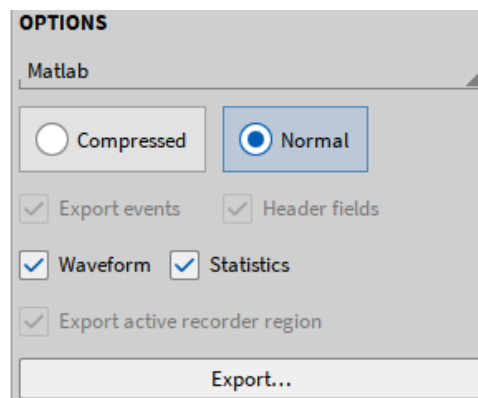 OPTIONS
Matlab
Compressed Normal
Export events Header fields
Waveform Statistics
Export active recorder region
Export...